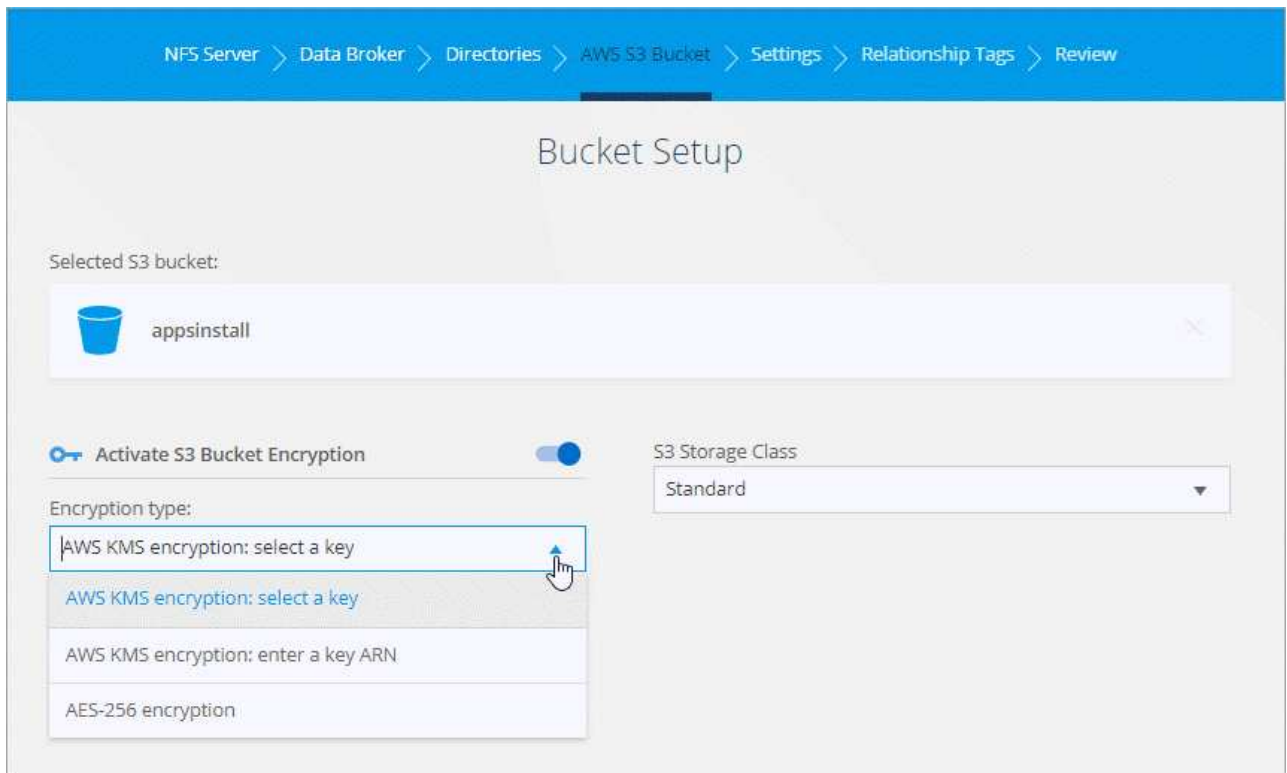 NFS Server > Data Broker > Directories > AWS S3 Bucket > Settings > Relationship Tags > Review
Bucket Setup
Selected S3 bucket:
appsinstall
Activate S3 Bucket Encryption
S3 Storage Class
Standard
Encryption type:
AWS KMS encryption: select a key
AWS KMS encryption: select a key
AWS KMS encryption: enter a key ARN
AES-256 encryption